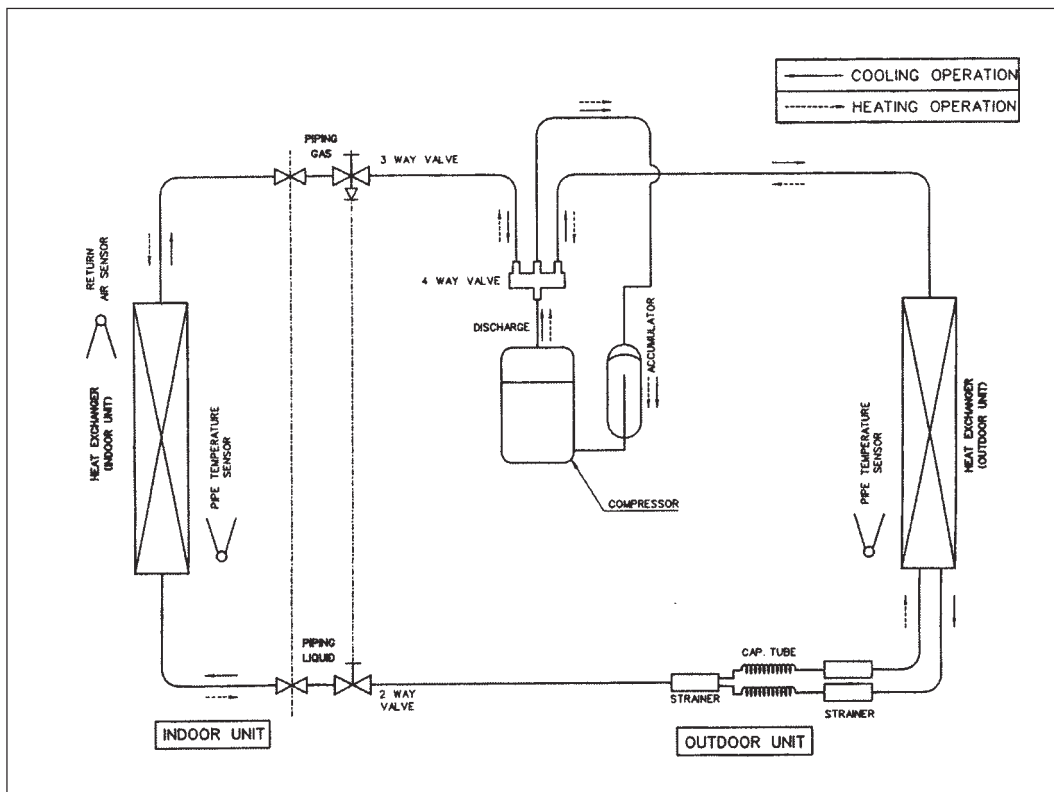 COOLING OPERATION
HEATING OPERATION
PIPING
GAS
3 WAY VALVE
RETURN
AIR SENSOR
4 WAY VALVE
DISCHARGE
ACCUMULATOR
HEAT EXCHANGER
(INDOOR UNIT)
PIPE TEMPERATURE
SENSOR
COMPRESSOR
PIPE TEMPERATURE
SENSOR
HEAT EXCHANGER
(OUTDOOR UNIT)
PIPING
LIQUID
2 WAY
VALVE
CAP. TUBE
STRAINER
STRAINER
INDOOR UNIT
OUTDOOR UNIT